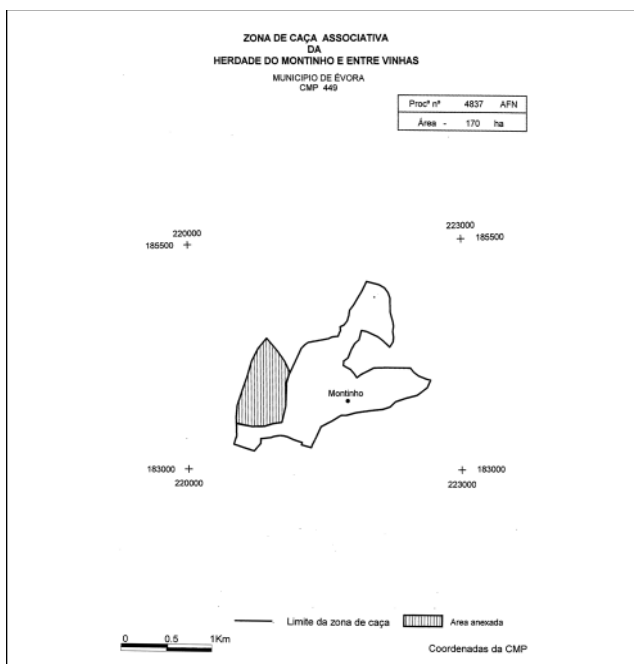 ZONA DE CAÇA ASSOCIATIVA
DA
HERDADE DO MONTINHO E ENTRE VINHAS
MUNICIPIO DE ÉVORA
CMP 449
Procº nº 4837 AFN
Área - 170 ha
220000
185500
223000
185500
Montinho
183000
220000
183000
223000
Limite da zona de caça
Area anexada
0 0.5 1Km
Coordenadas da CMP